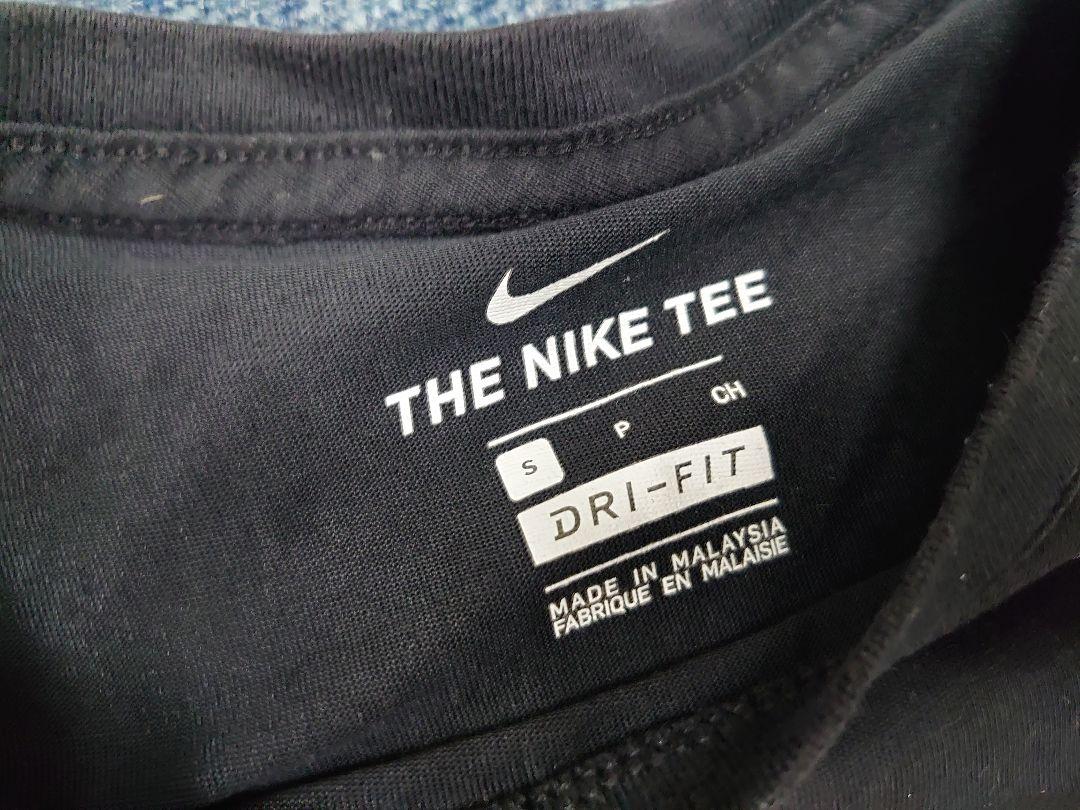 THE NIKE TEE
S P CH
DRI-FIT
MADE IN MALAYSIA
FABRIQUE EN MALAISIE